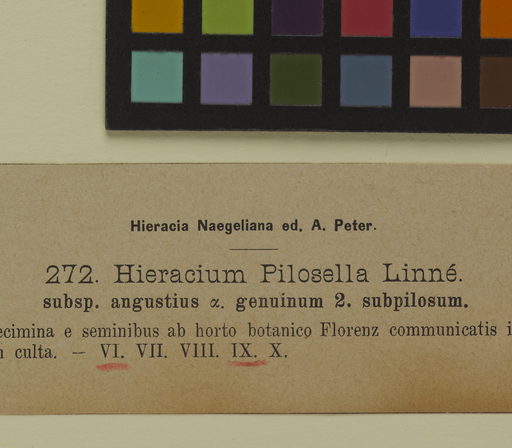 Hieracia Naegeliana ed. A. Peter.
272. Hieracium Pilosella Linné.
subsp. angustius α. genuinum 2. subpilosum.
ecimina e seminibus ab horto botanico Florenz communicatis i
culta. — VI. VII. VIII. IX. X.